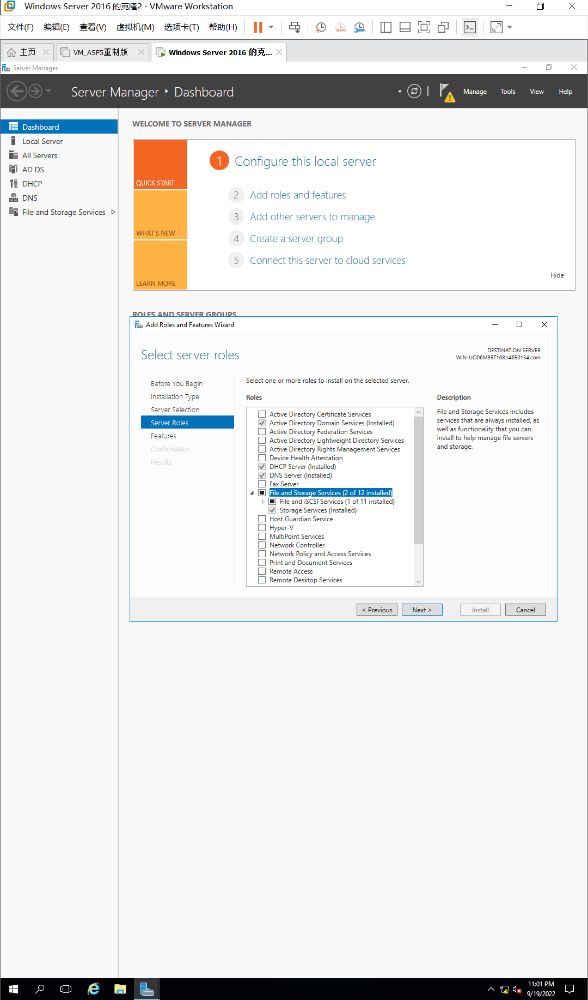 Windows Server 2016 的克隆2 - VMware Workstation
文件(F) 编辑(E) 查看(V) 虚拟机(M) 选项卡(T) 帮助(H)
主页 VM_ASF5重制版 Windows Server 2016 的克...
Server Manager
Server Manager Dashboard Manage Tools View Help
Dashboard
Local Server
All Servers
AD DS
DHCP
DNS
File and Storage Services
WELCOME TO SERVER MANAGER
QUICK START
WHAT'S NEW
LEARN MORE
1 Configure this local server
2 Add roles and features
3 Add other servers to manage
4 Create a server group
5 Connect this server to cloud services
Hide
ROLES AND SERVER GROUPS
Add Roles and Features Wizard
Select server roles
DESTINATION SERVER
WIN-UO06M85T168.s4650134.com
Before You Begin
Installation Type
Server Selection
Server Roles
Features
Confirmation
Results
Select one or more roles to install on the selected server.
Roles
Active Directory Certificate Services
Active Directory Domain Services (Installed)
Active Directory Federation Services
Active Directory Lightweight Directory Services
Active Directory Rights Management Services
Device Health Attestation
DHCP Server (Installed)
DNS Server (Installed)
Fax Server
File and Storage Services (2 of 12 installed)
File and iSCSI Services (1 of 11 installed)
Storage Services (Installed)
Host Guardian Service
Hyper-V
MultiPoint Services
Network Controller
Network Policy and Access Services
Print and Document Services
Remote Access
Remote Desktop Services
Description
File and Storage Services includes
services that are always installed, as
well as functionality that you can
install to help manage file servers
and storage.
< Previous Next > Install Cancel
11:01 PM
9/19/2022